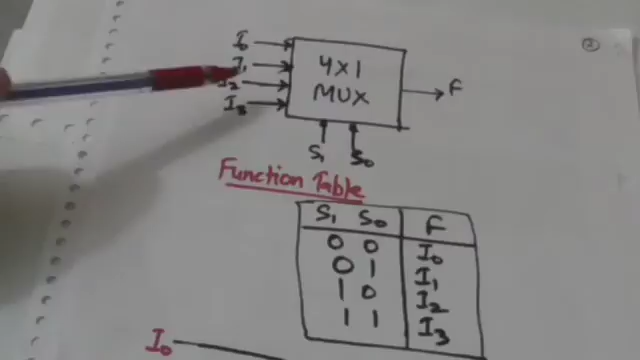 ②
I₀
I₁
I₂
I₃
4X1
MUX
F
S₁ S₀
Function Table
S₁ S₀ F
0 0 I₀
0 1 I₁
1 0 I₂
1 1 I₃
I₀